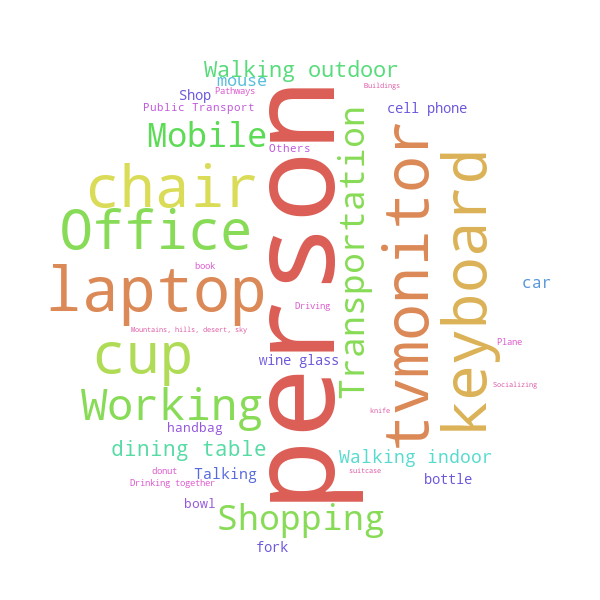 Walking outdoor
mouse
Buildings
Pathways
Shop
cell phone
Public Transport
Mobile
Others
person
Transportation
tvmonitor
keyboard
chair
Office
book
laptop
car
Driving
Mountains, hills, desert, sky
Plane
cup
wine glass
Socializing
Working
knife
handbag
dining table
Walking indoor
donut
Talking
suitcase
Drinking together
bottle
bowl
Shopping
fork